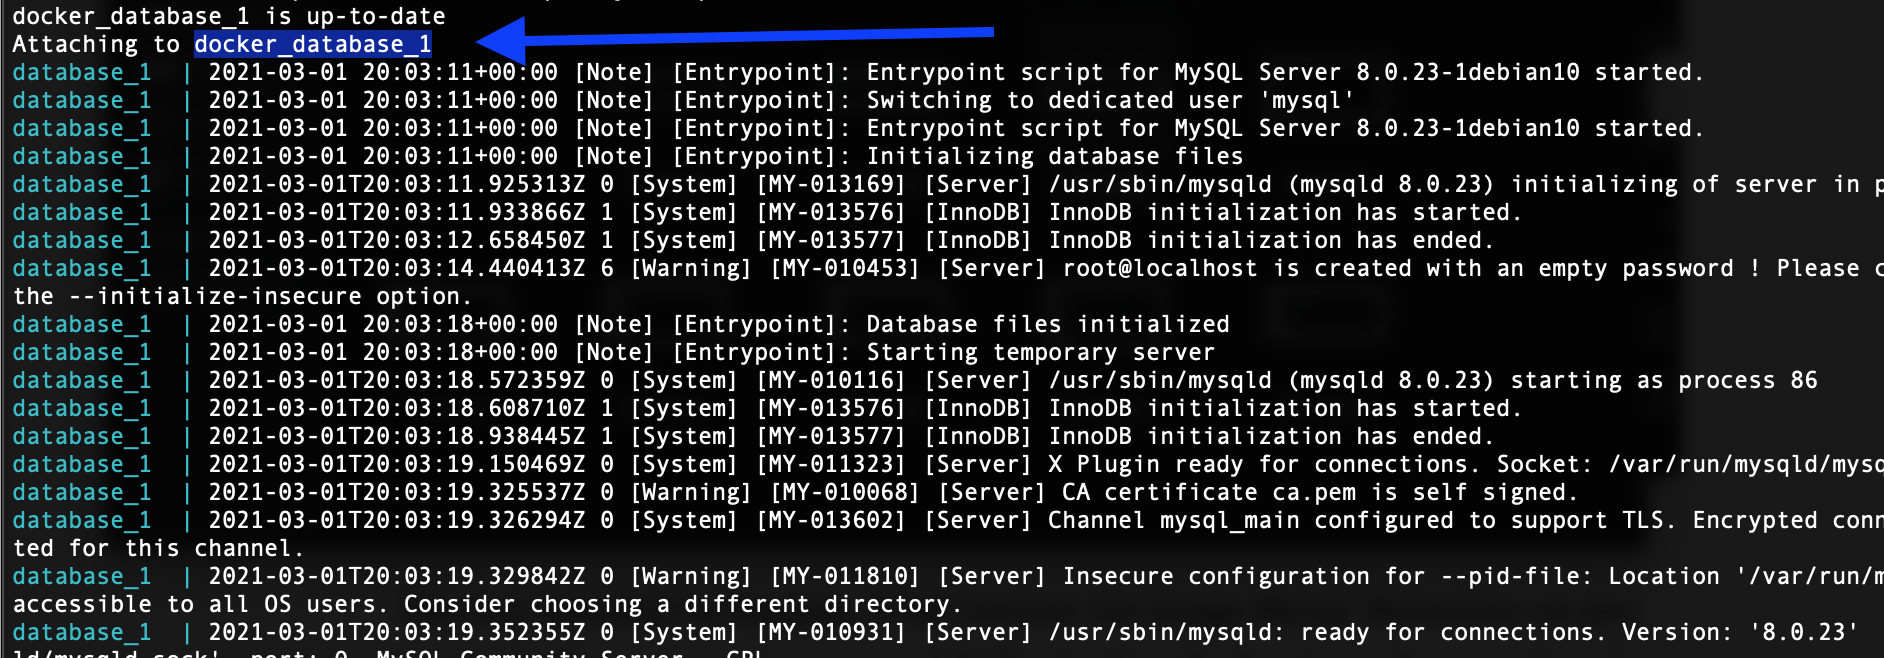 docker_database_1 is up-to-date
Attaching to docker_database_1
database_1  | 2021-03-01 20:03:11+00:00 [Note] [Entrypoint]: Entrypoint script for MySQL Server 8.0.23-1debian10 started.
database_1  | 2021-03-01 20:03:11+00:00 [Note] [Entrypoint]: Switching to dedicated user 'mysql'
database_1  | 2021-03-01 20:03:11+00:00 [Note] [Entrypoint]: Entrypoint script for MySQL Server 8.0.23-1debian10 started.
database_1  | 2021-03-01 20:03:11+00:00 [Note] [Entrypoint]: Initializing database files
database_1  | 2021-03-01T20:03:11.925313Z 0 [System] [MY-013169] [Server] /usr/sbin/mysqld (mysqld 8.0.23) initializing of server in p
database_1  | 2021-03-01T20:03:11.933866Z 1 [System] [MY-013576] [InnoDB] InnoDB initialization has started.
database_1  | 2021-03-01T20:03:12.658450Z 1 [System] [MY-013577] [InnoDB] InnoDB initialization has ended.
database_1  | 2021-03-01T20:03:14.440413Z 6 [Warning] [MY-010453] [Server] root@localhost is created with an empty password ! Please c
the --initialize-insecure option.
database_1  | 2021-03-01 20:03:18+00:00 [Note] [Entrypoint]: Database files initialized
database_1  | 2021-03-01 20:03:18+00:00 [Note] [Entrypoint]: Starting temporary server
database_1  | 2021-03-01T20:03:18.572359Z 0 [System] [MY-010116] [Server] /usr/sbin/mysqld (mysqld 8.0.23) starting as process 86
database_1  | 2021-03-01T20:03:18.608710Z 1 [System] [MY-013576] [InnoDB] InnoDB initialization has started.
database_1  | 2021-03-01T20:03:18.938445Z 1 [System] [MY-013577] [InnoDB] InnoDB initialization has ended.
database_1  | 2021-03-01T20:03:19.150469Z 0 [System] [MY-011323] [Server] X Plugin ready for connections. Socket: /var/run/mysqld/mysq
database_1  | 2021-03-01T20:03:19.325537Z 0 [Warning] [MY-010068] [Server] CA certificate ca.pem is self signed.
database_1  | 2021-03-01T20:03:19.326294Z 0 [System] [MY-013602] [Server] Channel mysql_main configured to support TLS. Encrypted conn
ted for this channel.
database_1  | 2021-03-01T20:03:19.329842Z 0 [Warning] [MY-011810] [Server] Insecure configuration for --pid-file: Location '/var/run/m
accessible to all OS users. Consider choosing a different directory.
database_1  | 2021-03-01T20:03:19.352355Z 0 [System] [MY-010931] [Server] /usr/sbin/mysqld: ready for connections. Version: '8.0.23'
ld/mysqld.sock'  port: 0  MySQL Community Server - GPL.